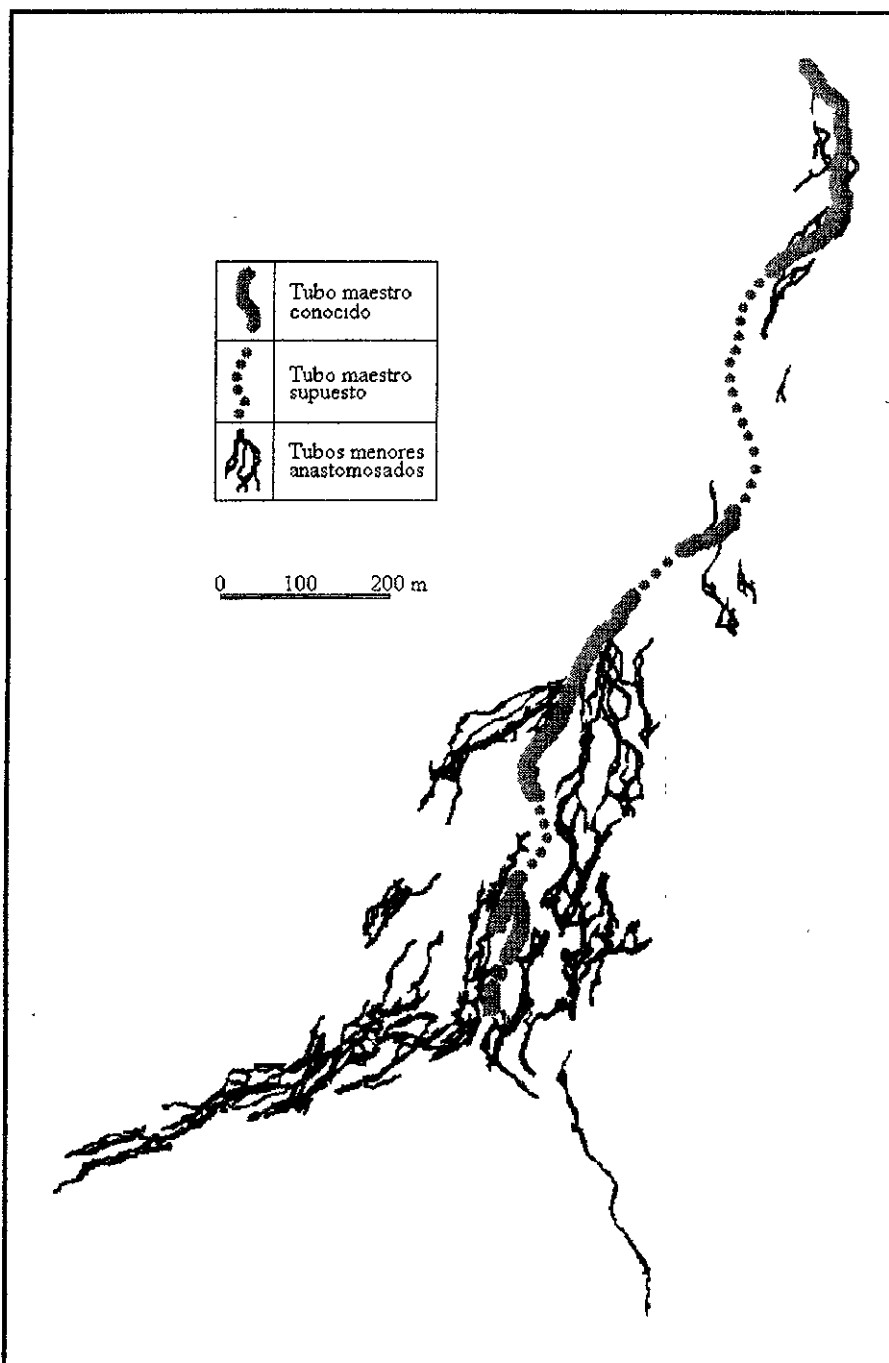 Tubo maestro
conocido
Tubo maestro
supuesto
Tubos menores
anastomosados
0 100 200 m